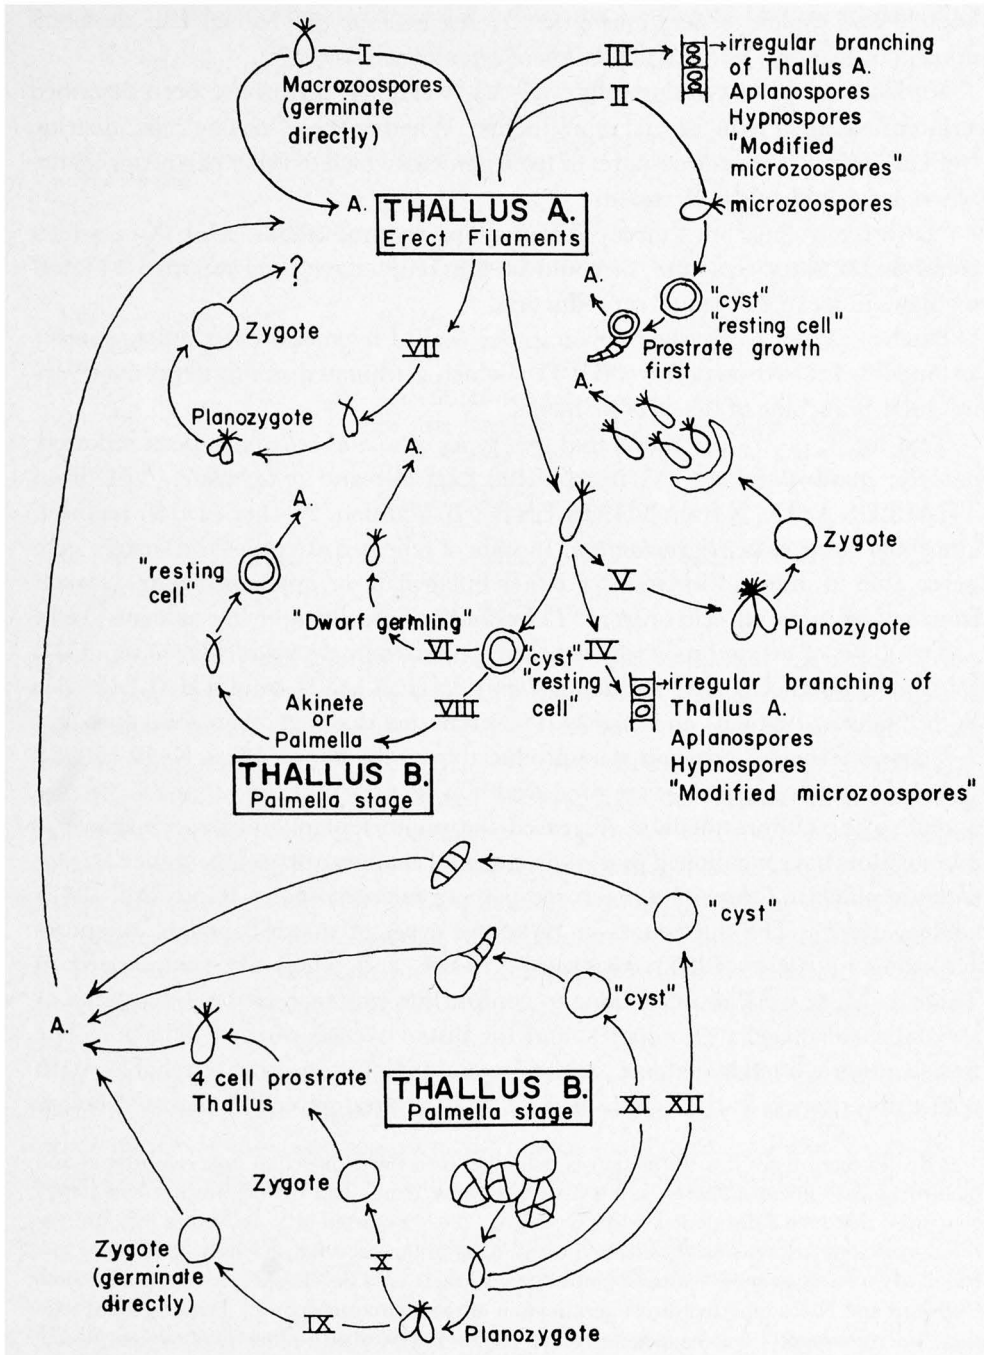 I
Macrozoospores
(germinate
directly)
III
irregular branching
of Thallus A.
Aplanospores
Hypnospores
"Modified
microzoospores"
II
microzoospores
A.
THALLUS A.
Erect Filaments
?
Zygote
VII
Planozygote
A.
"cyst"
"resting cell"
Prostrate growth
first
A.
A.
A.
"resting
cell"
"Dwarf germling"
VI
"cyst"
"resting
cell"
V
Zygote
Planozygote
IV
irregular branching of
Thallus A.
Aplanospores
Hypnospores
"Modified microzoospores"
VIII
Akinete
or
Palmella
THALLUS B.
Palmella stage
"cyst"
"cyst"
A.
4 cell prostrate
Thallus
THALLUS B.
Palmella stage
XI
XII
Zygote
X
Zygote
(germinate
directly)
IX
Planozygote